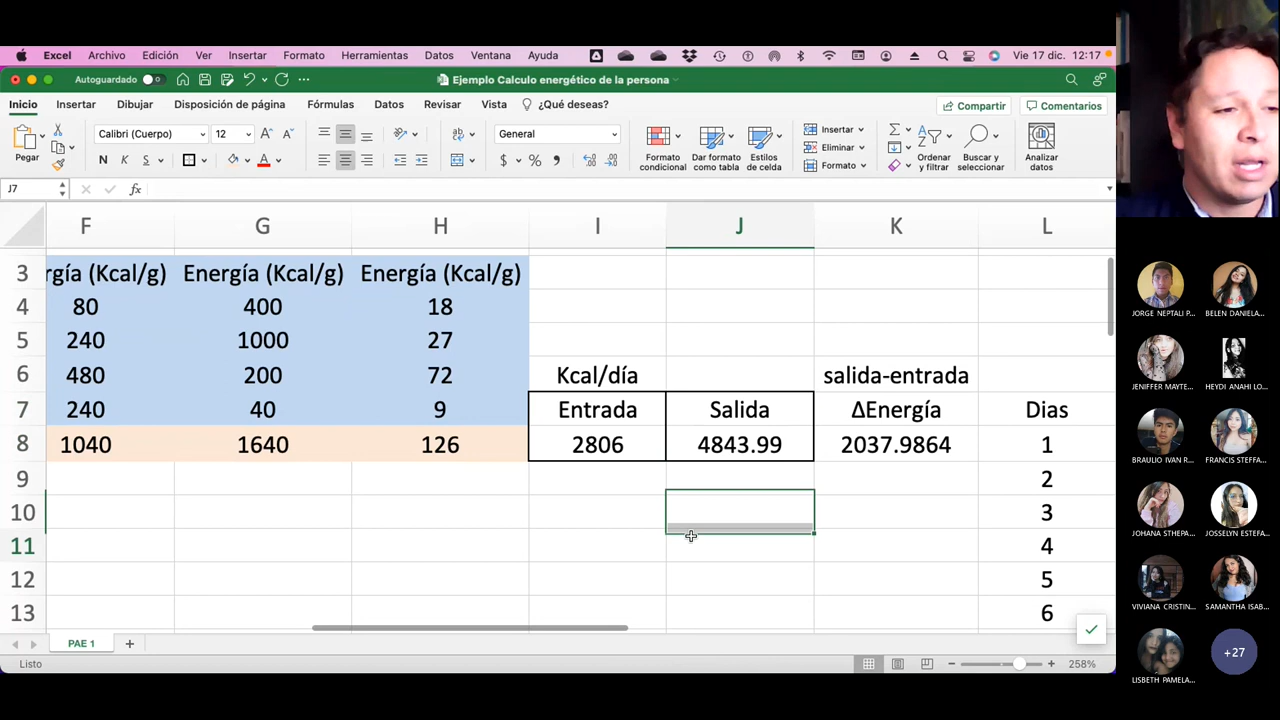 Excel Archivo Edición Ver Insertar Formato Herramientas Datos Ventana Ayuda Vie 17 dic. 12:17
Autoguardado Ejemplo Calculo energético de la persona
Inicio Insertar Dibujar Disposición de página Fórmulas Datos Revisar Vista ¿Qué deseas? Compartir Comentarios
Pegar Calibri (Cuerpo) 12 General Formato condicional Dar formato como tabla Estilos de celda Insertar Eliminar Formato Ordenar y filtrar Buscar y seleccionar Analizar datos
N K S $ %
J7 fx
F G H I J K L
3 rgía (Kcal/g) Energía (Kcal/g) Energía (Kcal/g)
4 80 400 18
5 240 1000 27
6 480 200 72 Kcal/día salida-entrada
7 240 40 9 Entrada Salida ΔEnergía Dias
8 1040 1640 126 2806 4843.99 2037.9864 1
9 2
10 3
11 4
12 5
13 6
PAE 1
Listo 258%
JORGE NEPTALI P... BELEN DANIELA...
JENIFFER MAYTE... HEYDI ANAHI LO...
BRAULIO IVAN R... FRANCIS STEFFA...
JOHANA STHEPA... JOSSELYN ESTEFA...
VIVIANA CRISTIN... SAMANTHA ISAB...
LISBETH PAMELA... +27